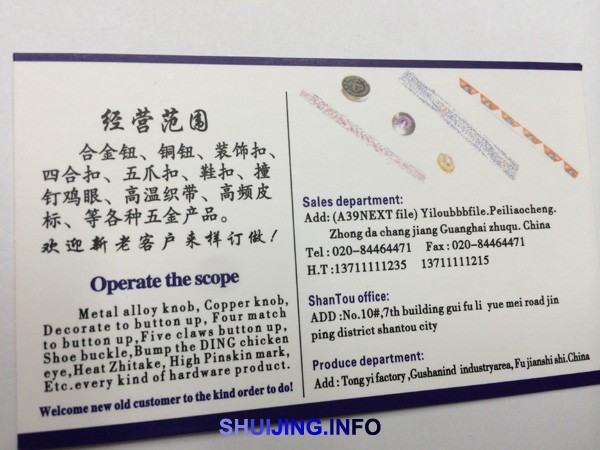 经营范围
合金钮、铜钮、装饰扣、
四合扣、五爪扣、鞋扣、撞
钉鸡眼、高温织带、高频皮
标、等各种五金产品。
欢迎新老客户来样订做！
Operate the scope
Metal alloy knob, Copper knob,
Decorate to button up, Four match
to button up,Five claws button up,
Shoe buckle,Bump the DING chicken
eye,Heat Zhitake, High Pinskin mark,
Etc.every kind of hardware product.
Welcome new old customer to the kind order to do!
Sales department:
Add: (A39NEXT file) Yiloubbbfile.Peiliaocheng.
Zhong da chang jiang Guanghai zhuqu. China
Tel : 020-84464471 Fax : 020-84464471
H.T :13711111235 13711111215
ShanTou office:
ADD :No.10#,7th building gui fu li yue mei road jin
ping district shantou city
Produce department:
Add : Tong yi factory ,Gushanind industryarea, Fu jianshi shi.China
SHUIJING.INFO